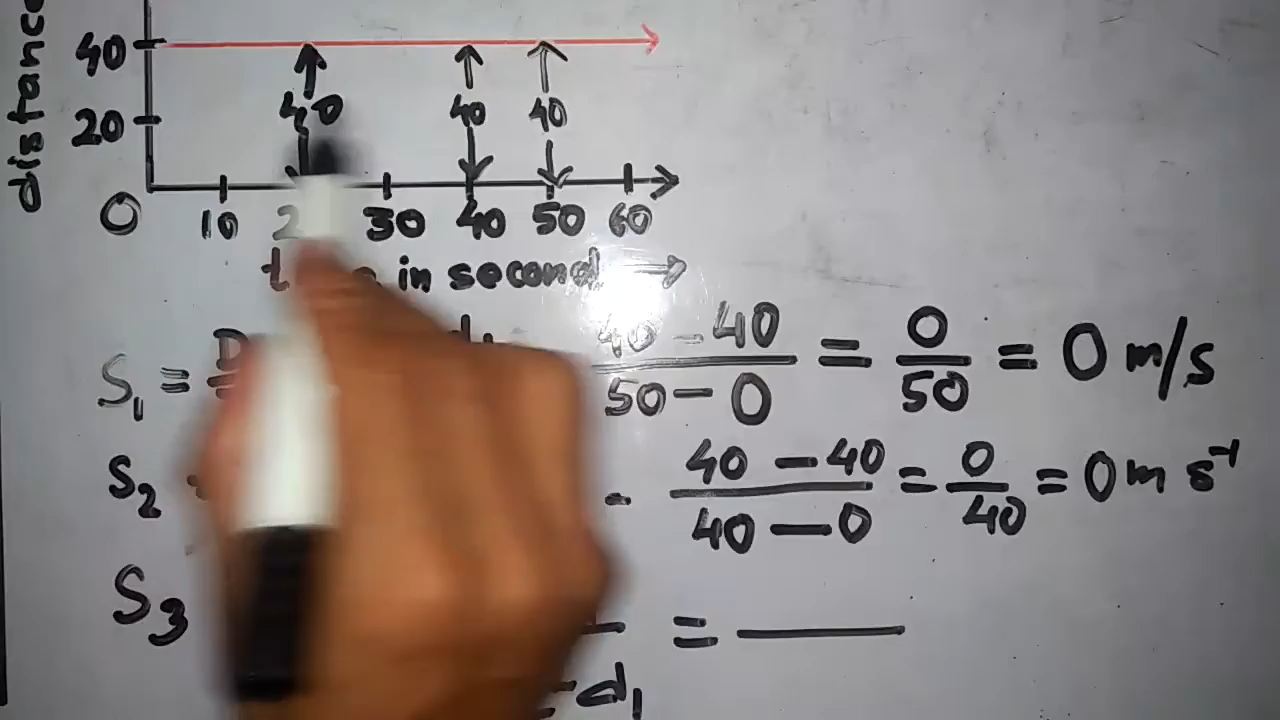 distance
40
40 40 40
20
0 10 30 40 50 60
in second
S₁ = 40 - 40 / 50 - 0 = 0 / 50 = 0 m/s
S₂ 40 - 40 / 40 - 0 = 0 / 40 = 0 m s⁻¹
S₃ =
- d₁